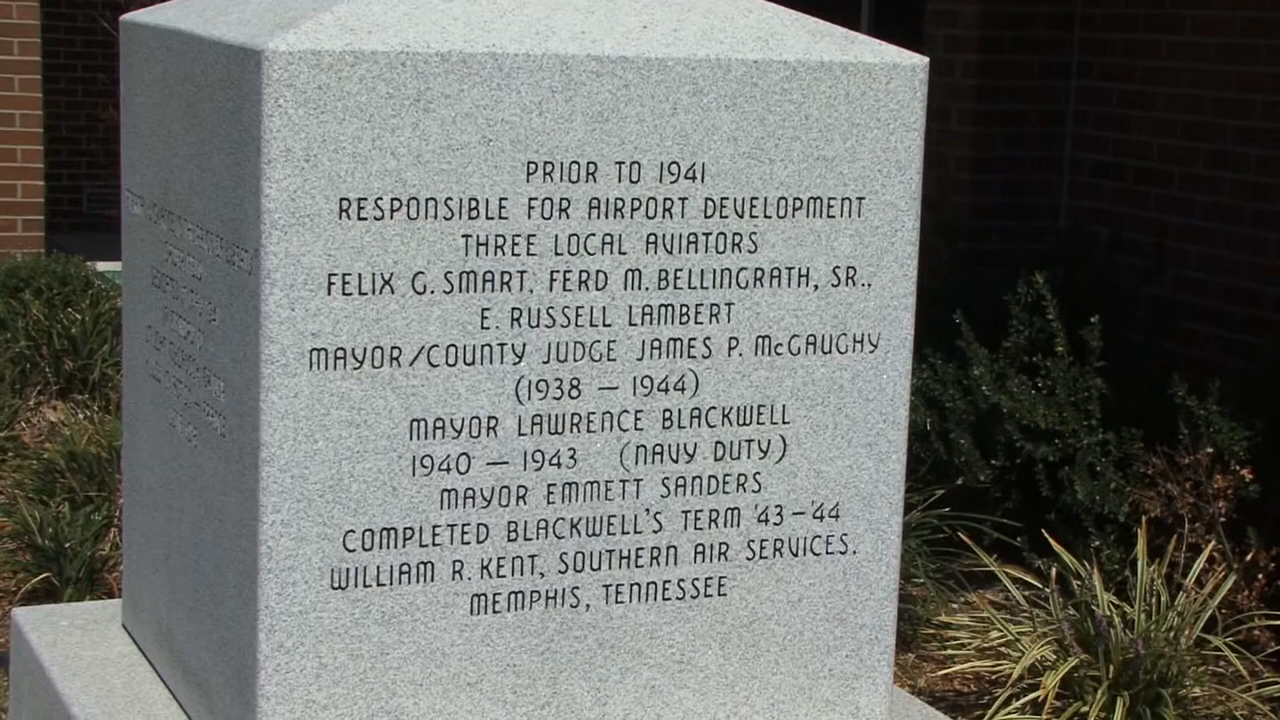 PRIOR TO 1941
RESPONSIBLE FOR AIRPORT DEVELOPMENT
THREE LOCAL AVIATORS
FELIX G. SMART, FERD M. BELLINGRATH, SR.,
E. RUSSELL LAMBERT
MAYOR/COUNTY JUDGE JAMES P. McGAUGHY
(1938 — 1944)
MAYOR LAWRENCE BLACKWELL
1940 — 1943 (NAVY DUTY)
MAYOR EMMETT SANDERS
COMPLETED BLACKWELL'S TERM '43-'44
WILLIAM R. KENT, SOUTHERN AIR SERVICES.
MEMPHIS, TENNESSEE